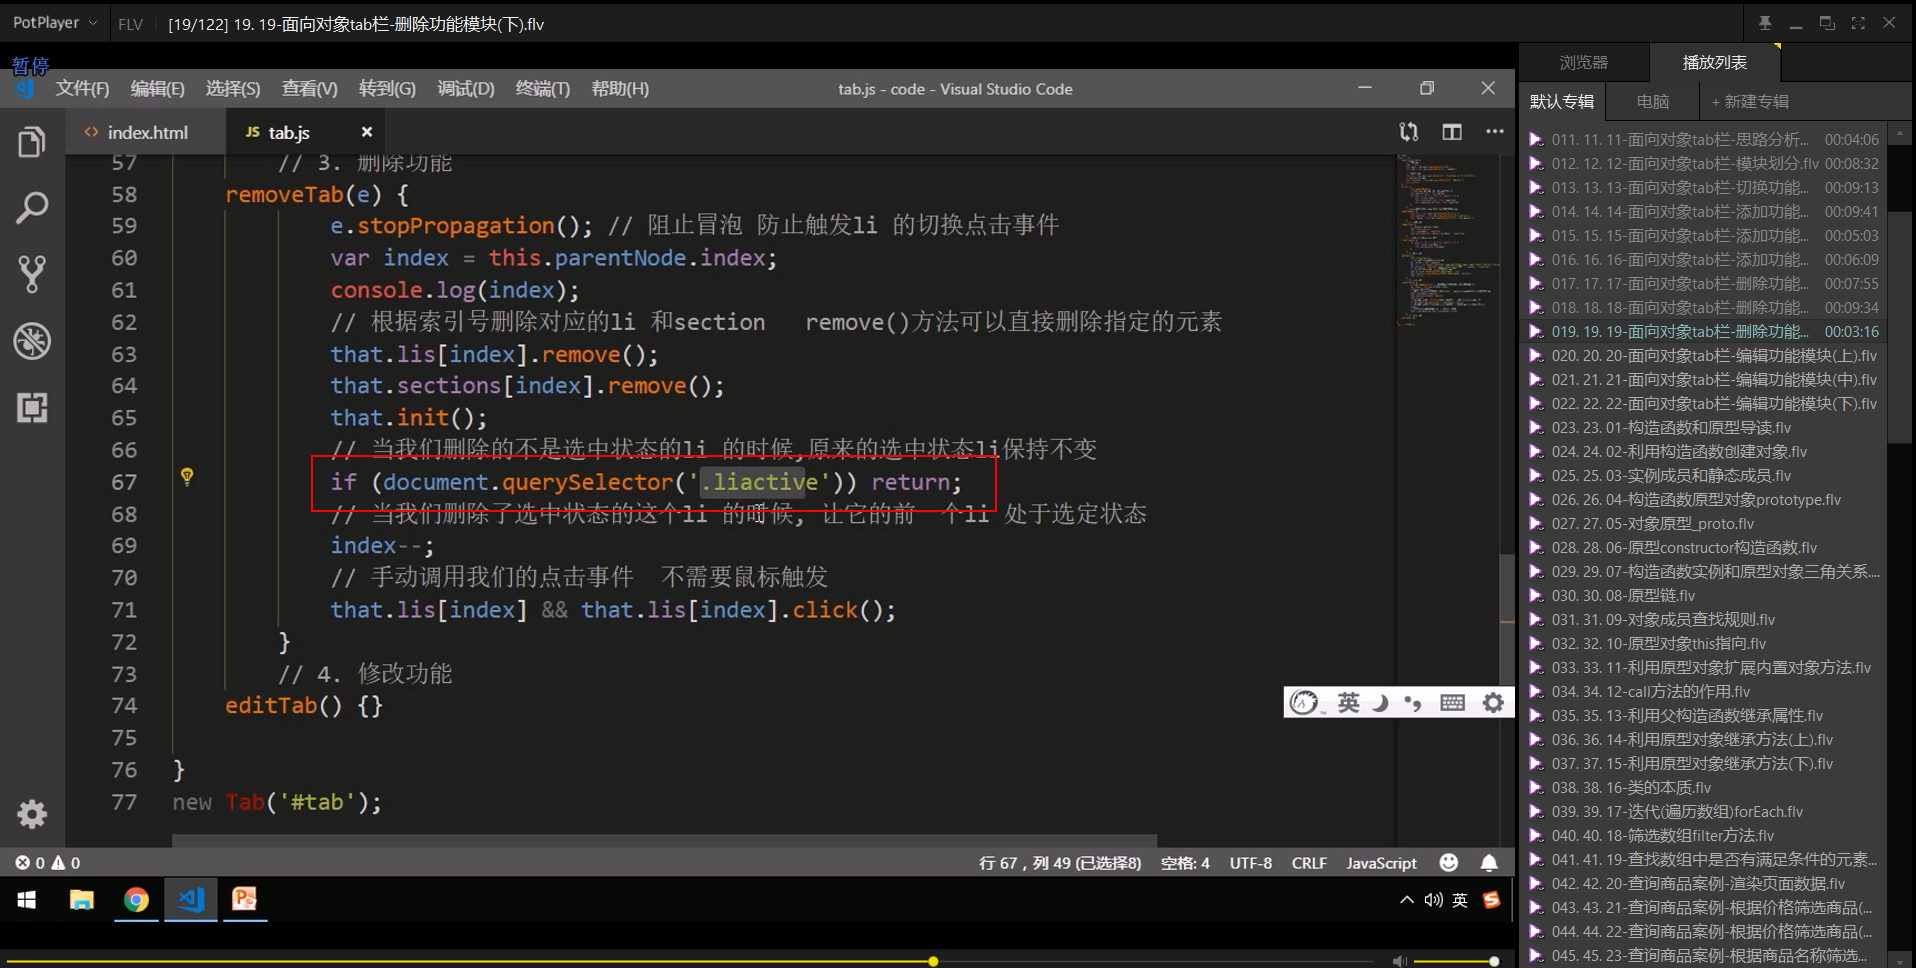 PotPlayer FLV [19/122] 19. 19-面向对象tab栏-删除功能模块(下).flv
暂停
文件(F) 编辑(E) 选择(S) 查看(V) 转到(G) 调试(D) 终端(T) 帮助(H) tab.js - code - Visual Studio Code
<> index.html JS tab.js ×
57 // 3. 删除功能
58 removeTab(e) {
59 e.stopPropagation(); // 阻止冒泡 防止触发li 的切换点击事件
60 var index = this.parentNode.index;
61 console.log(index);
62 // 根据索引号删除对应的li 和section remove()方法可以直接删除指定的元素
63 that.lis[index].remove();
64 that.sections[index].remove();
65 that.init();
66 // 当我们删除的不是选中状态的li 的时候,原来的选中状态li保持不变
67 if (document.querySelector('.liactive')) return;
68 // 当我们删除了选中状态的这个li 的时候, 让它的前一个li 处于选定状态
69 index--;
70 // 手动调用我们的点击事件 不需要鼠标触发
71 that.lis[index] && that.lis[index].click();
72 }
73 // 4. 修改功能
74 editTab() {}
75
76 }
77 new Tab('#tab');
英
0 0 行 67，列 49 (已选择8) 空格: 4 UTF-8 CRLF JavaScript
英
浏览器 播放列表
默认专辑 电脑 + 新建专辑
011. 11. 11-面向对象tab栏-思路分析... 00:04:06
012. 12. 12-面向对象tab栏-模块划分.flv 00:08:32
013. 13. 13-面向对象tab栏-切换功能... 00:09:13
014. 14. 14-面向对象tab栏-添加功能... 00:09:41
015. 15. 15-面向对象tab栏-添加功能... 00:05:03
016. 16. 16-面向对象tab栏-添加功能... 00:06:09
017. 17. 17-面向对象tab栏-删除功能... 00:07:55
018. 18. 18-面向对象tab栏-删除功能... 00:09:34
019. 19. 19-面向对象tab栏-删除功能... 00:03:16
020. 20. 20-面向对象tab栏-编辑功能模块(上).flv
021. 21. 21-面向对象tab栏-编辑功能模块(中).flv
022. 22. 22-面向对象tab栏-编辑功能模块(下).flv
023. 23. 01-构造函数和原型导读.flv
024. 24. 02-利用构造函数创建对象.flv
025. 25. 03-实例成员和静态成员.flv
026. 26. 04-构造函数原型对象prototype.flv
027. 27. 05-对象原型_proto.flv
028. 28. 06-原型constructor构造函数.flv
029. 29. 07-构造函数实例和原型对象三角关系....
030. 30. 08-原型链.flv
031. 31. 09-对象成员查找规则.flv
032. 32. 10-原型对象this指向.flv
033. 33. 11-利用原型对象扩展内置对象方法.flv
034. 34. 12-call方法的作用.flv
035. 35. 13-利用父构造函数继承属性.flv
036. 36. 14-利用原型对象继承方法(上).flv
037. 37. 15-利用原型对象继承方法(下).flv
038. 38. 16-类的本质.flv
039. 39. 17-迭代(遍历数组)forEach.flv
040. 40. 18-筛选数组filter方法.flv
041. 41. 19-查找数组中是否有满足条件的元素...
042. 42. 20-查询商品案例-渲染页面数据.flv
043. 43. 21-查询商品案例-根据价格筛选商品(...
044. 44. 22-查询商品案例-根据价格筛选商品(...
045. 45. 23-查询商品案例-根据商品名称筛选...